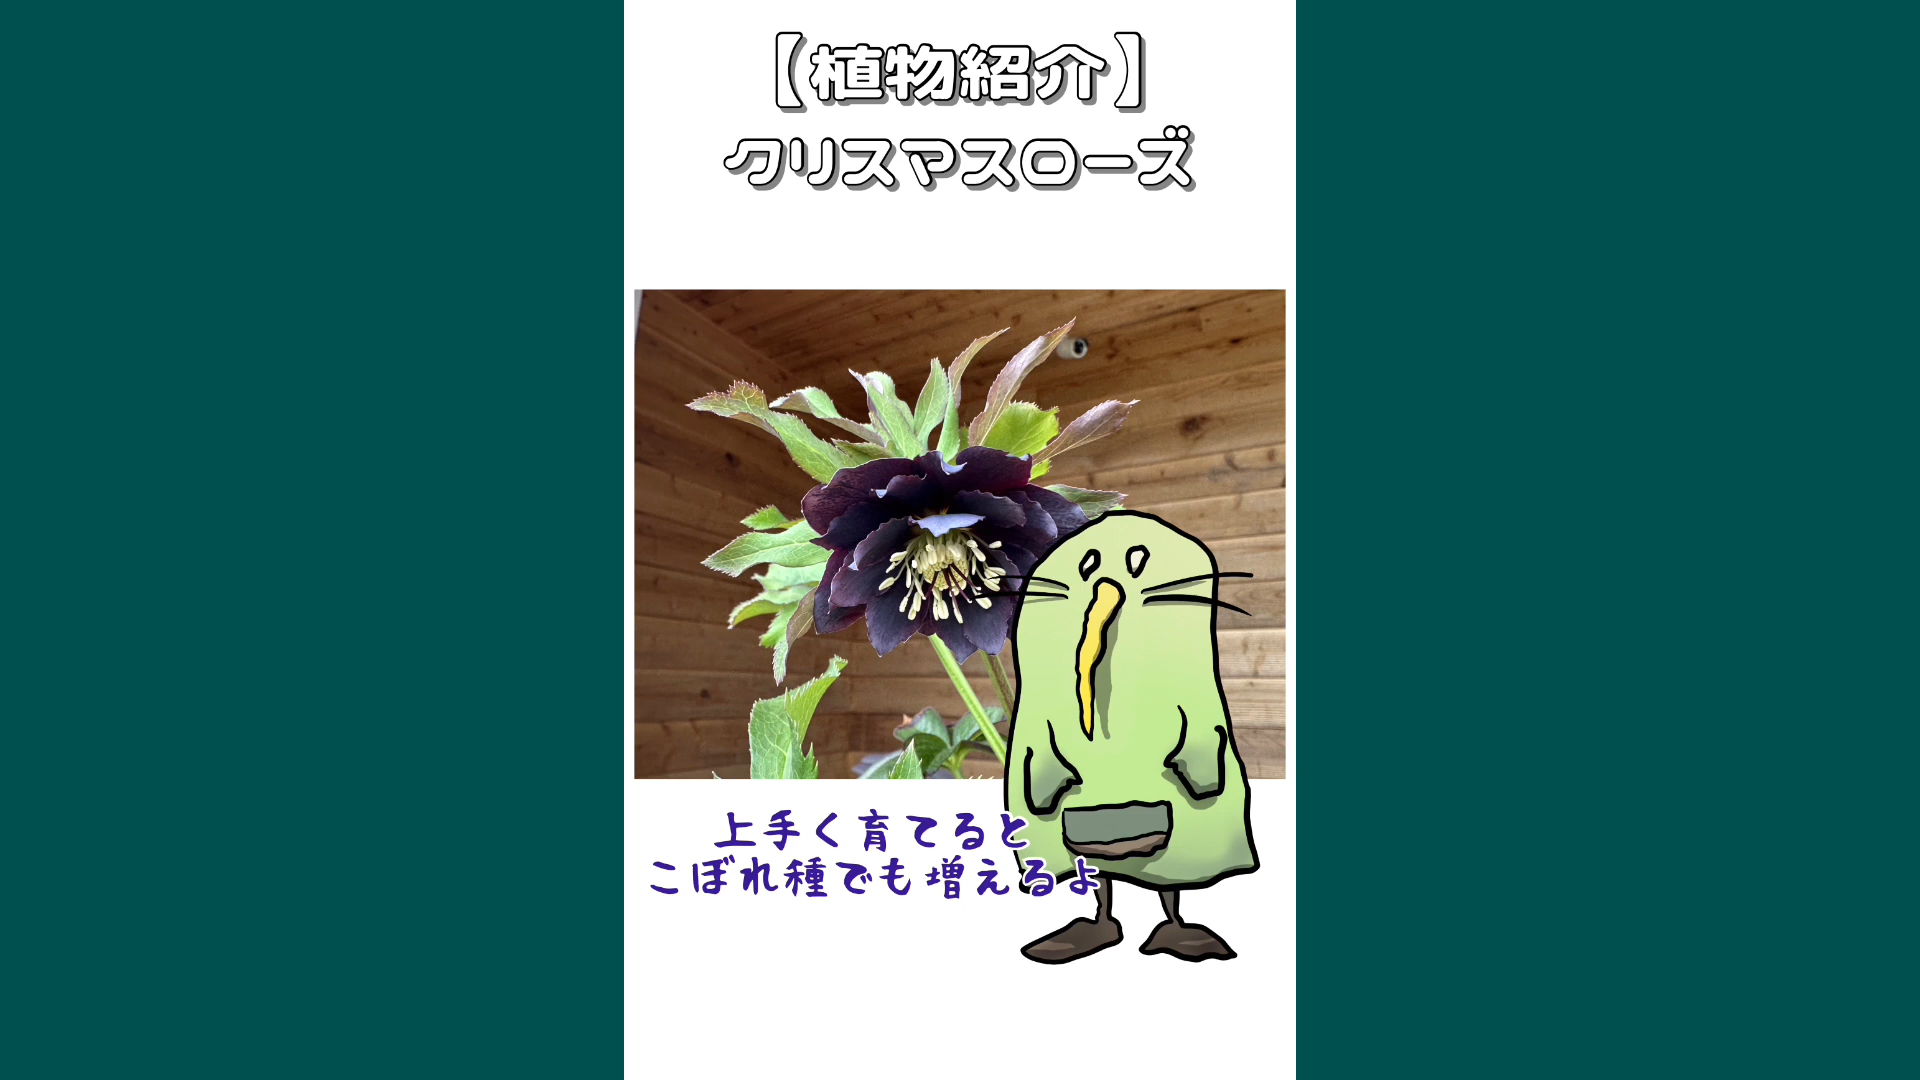 【植物紹介】
クリスマスローズ
上手く育てると
こぼれ種でも増えるよ